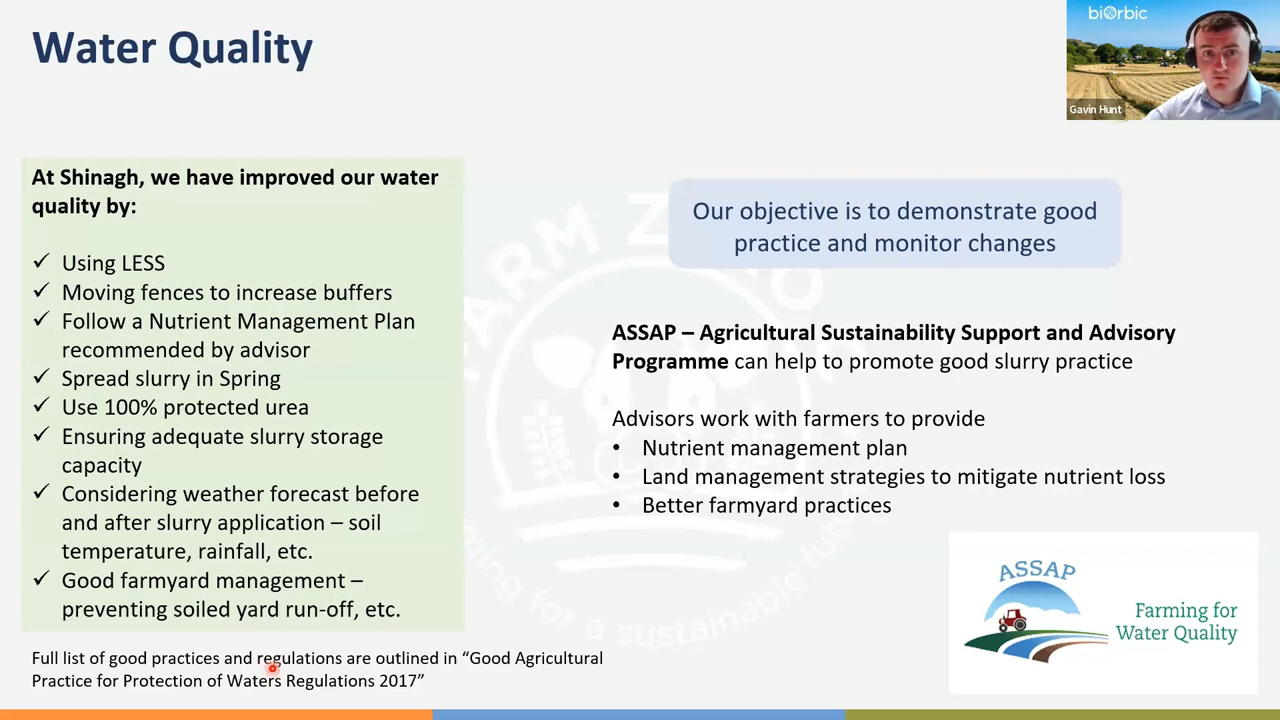 Water Quality
biOrbic
Gavin Hunt
At Shinagh, we have improved our water
quality by:
✓ Using LESS
✓ Moving fences to increase buffers
✓ Follow a Nutrient Management Plan
recommended by advisor
✓ Spread slurry in Spring
✓ Use 100% protected urea
✓ Ensuring adequate slurry storage
capacity
✓ Considering weather forecast before
and after slurry application – soil
temperature, rainfall, etc.
✓ Good farmyard management –
preventing soiled yard run-off, etc.
Full list of good practices and regulations are outlined in “Good Agricultural
Practice for Protection of Waters Regulations 2017”
Our objective is to demonstrate good
practice and monitor changes
ASSAP – Agricultural Sustainability Support and Advisory
Programme can help to promote good slurry practice
Advisors work with farmers to provide
• Nutrient management plan
• Land management strategies to mitigate nutrient loss
• Better farmyard practices
ASSAP
Farming for
Water Quality
FARM Z
for a sustainable